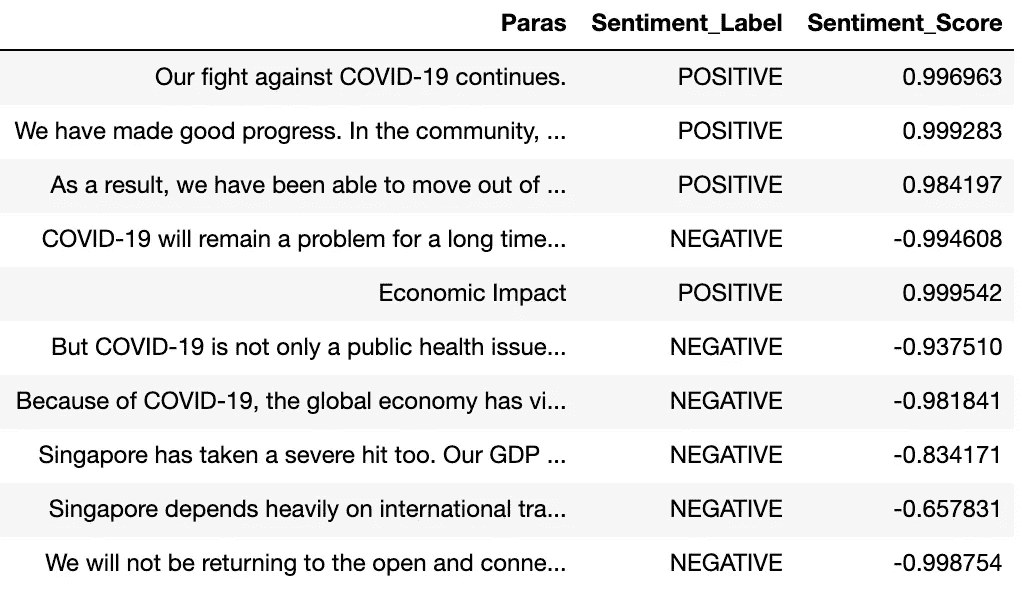 Paras Sentiment_Label Sentiment_Score
Our fight against COVID-19 continues. POSITIVE 0.996963
We have made good progress. In the community, ... POSITIVE 0.999283
As a result, we have been able to move out of ... POSITIVE 0.984197
COVID-19 will remain a problem for a long time... NEGATIVE -0.994608
Economic Impact POSITIVE 0.999542
But COVID-19 is not only a public health issue... NEGATIVE -0.937510
Because of COVID-19, the global economy has vi... NEGATIVE -0.981841
Singapore has taken a severe hit too. Our GDP ... NEGATIVE -0.834171
Singapore depends heavily on international tra... NEGATIVE -0.657831
We will not be returning to the open and conne... NEGATIVE -0.998754